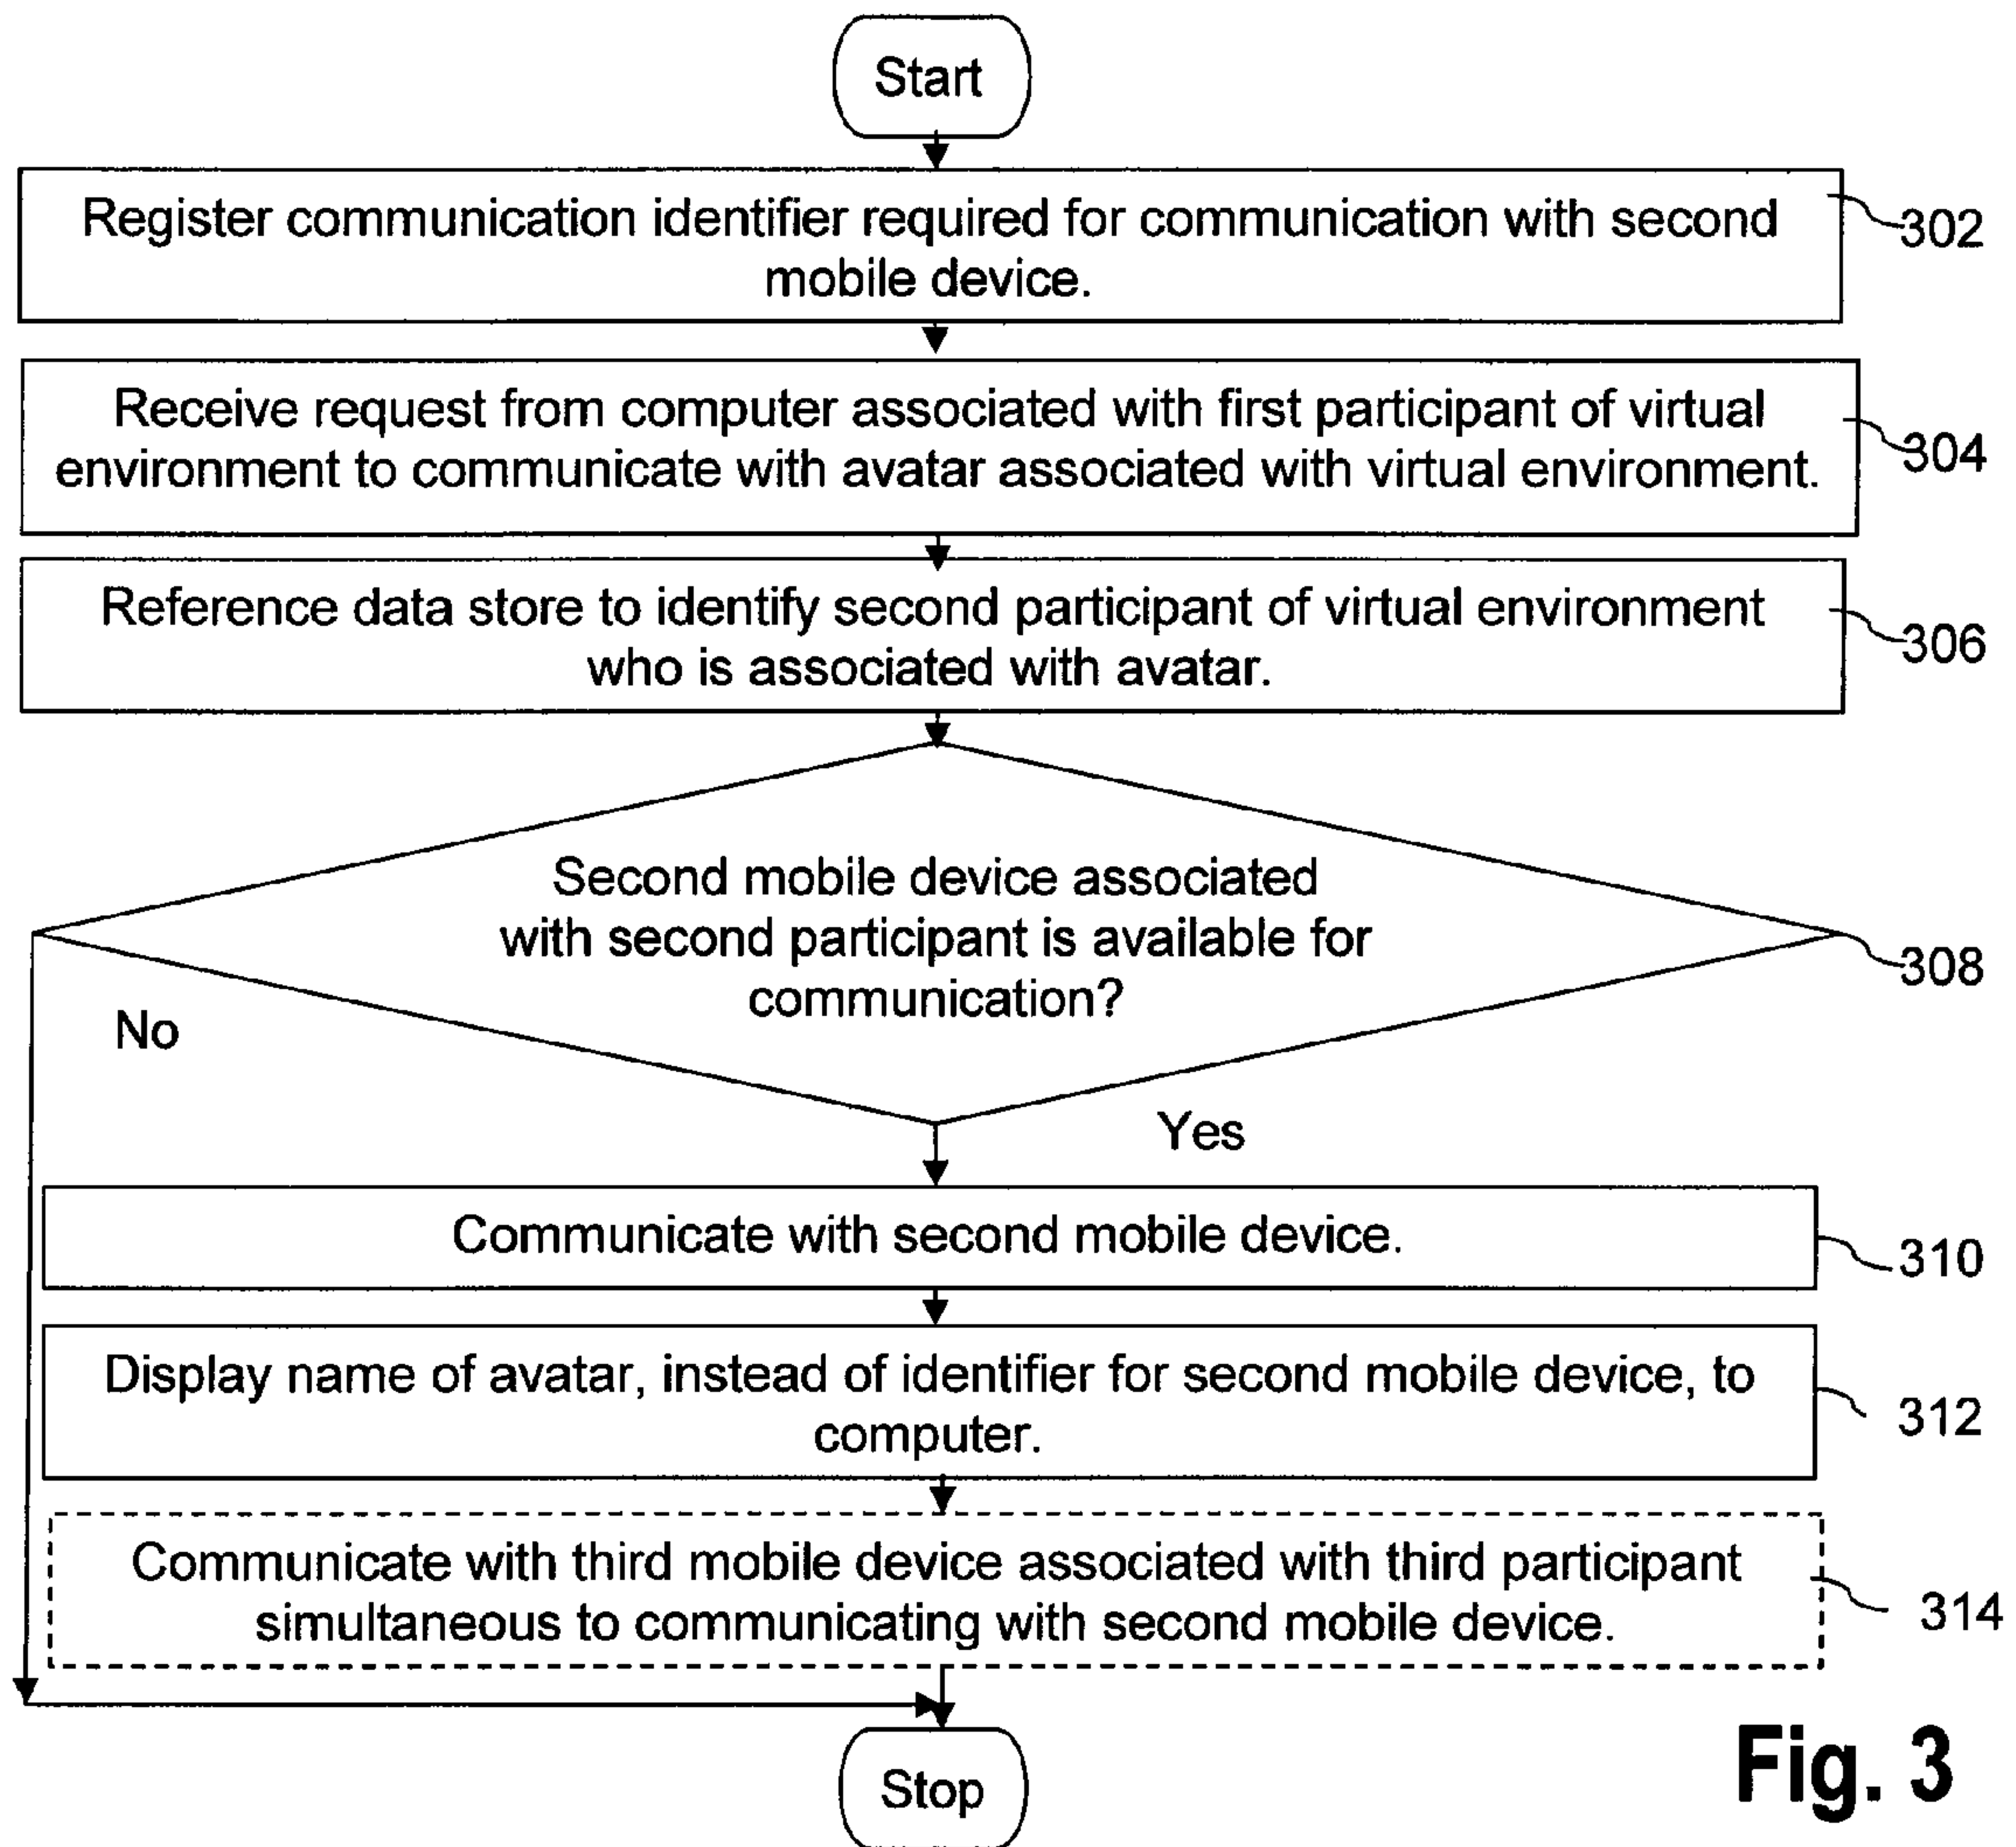 Start
Register communication identifier required for communication with second
mobile device.
302
Receive request from computer associated with first participant of virtual
environment to communicate with avatar associated with virtual environment.
304
Reference data store to identify second participant of virtual environment
who is associated with avatar.
306
Second mobile device associated
with second participant is available for
communication?
308
No
Yes
Communicate with second mobile device.
310
Display name of avatar, instead of identifier for second mobile device, to
computer.
312
Communicate with third mobile device associated with third participant
simultaneous to communicating with second mobile device.
314
Stop
Fig. 3